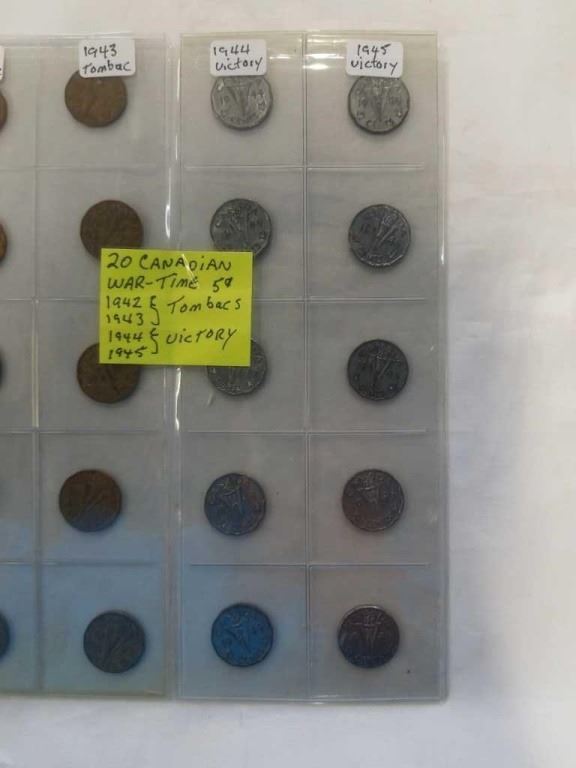 1943
Tombac
1944
Victory
1945
Victory
20 CANADIAN
WAR-TIME 5¢
1942 } Tombacs
1943
1944 } VICTORY
1945